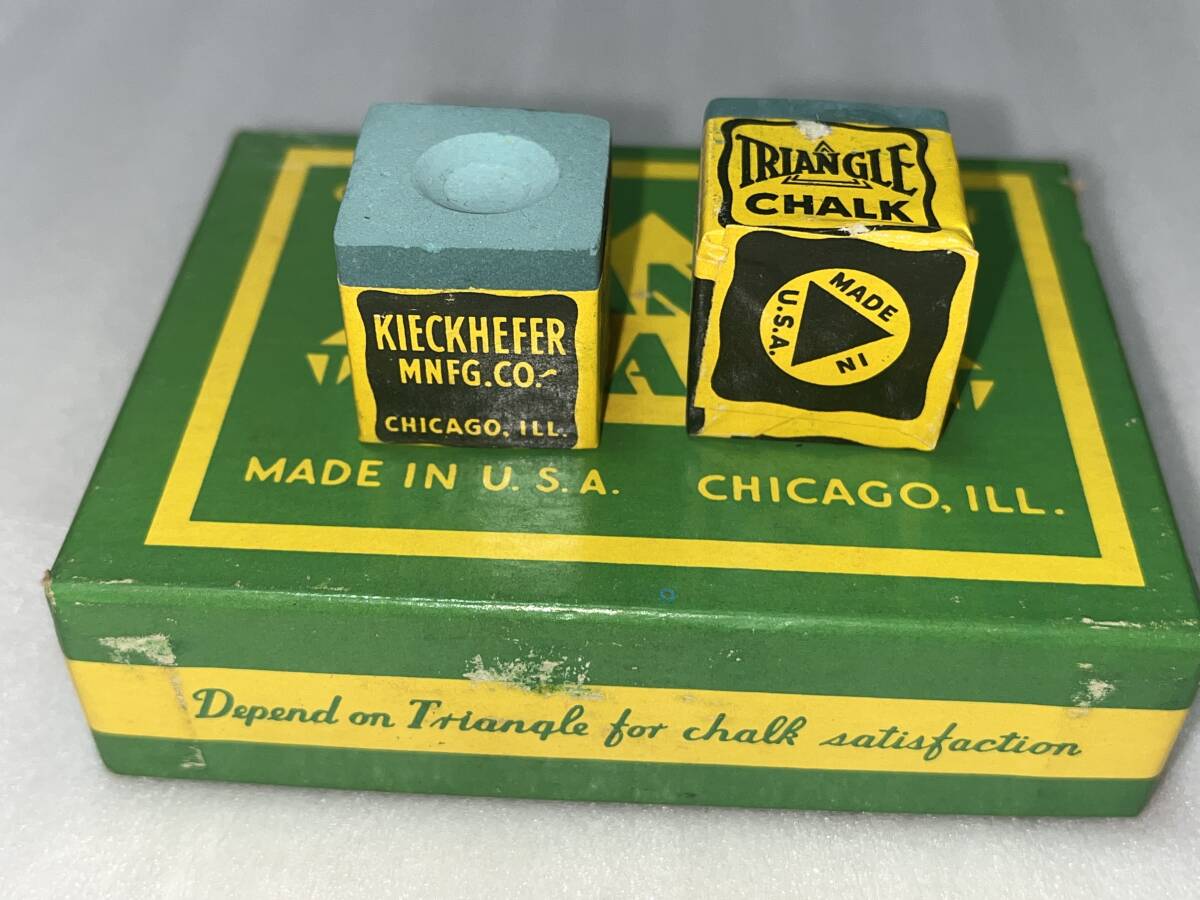 KIECKHEFER
MNFG.CO.~
CHICAGO, ILL.
TRIANGLE
CHALK
MADE
IN
U.S.A.
MADE IN U. S. A. CHICAGO, ILL.
Depend on Triangle for chalk satisfaction